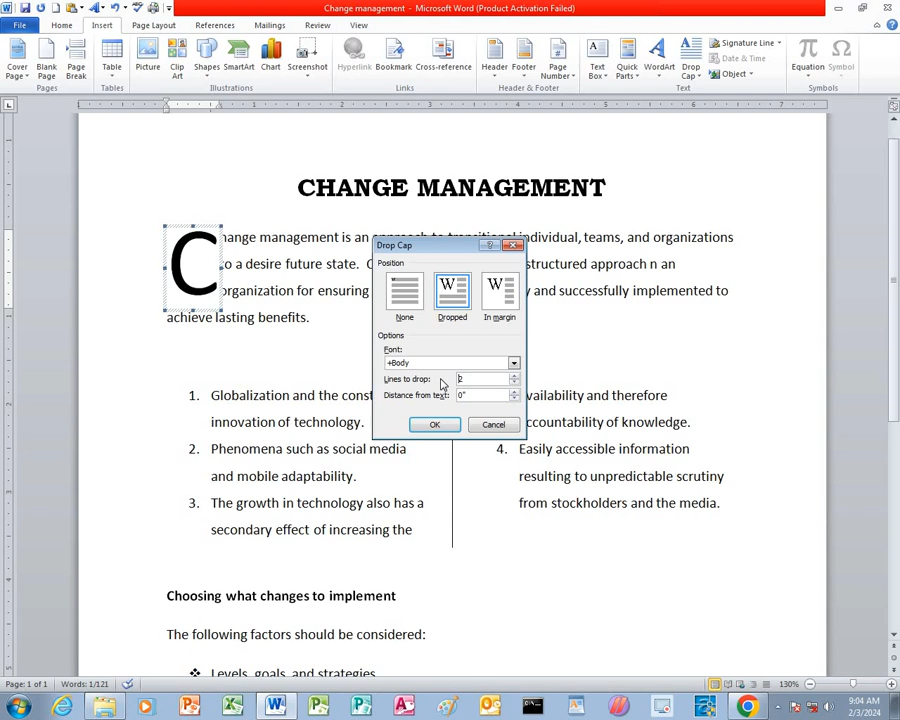 Change management - Microsoft Word (Product Activation Failed)
File Home Insert Page Layout References Mailings Review View
Cover Page Blank Page Page Break Table Picture Clip Art Shapes SmartArt Chart Screenshot Hyperlink Bookmark Cross-reference Header Footer Page Number Text Box Quick Parts WordArt Drop Cap Signature Line Date & Time Object Equation Symbol
Pages Tables Illustrations Links Header & Footer Text Symbols
CHANGE MANAGEMENT
Change management is an approach to transitional individual, teams, and organizations
to a desire future state. C structured approach n an
organization for ensuring y and successfully implemented to
achieve lasting benefits.
Drop Cap
Position
None Dropped In margin
Options
Font:
+Body
Lines to drop: 2
Distance from text: 0"
OK Cancel
1. Globalization and the const
innovation of technology.
2. Phenomena such as social media
and mobile adaptability.
3. The growth in technology also has a
secondary effect of increasing the
availability and therefore
accountability of knowledge.
4. Easily accessible information
resulting to unpredictable scrutiny
from stockholders and the media.
Choosing what changes to implement
The following factors should be considered:
❖ Levels, goals, and strategies
Page: 1 of 1 Words: 1/121 130%
9:04 AM
2/3/2024